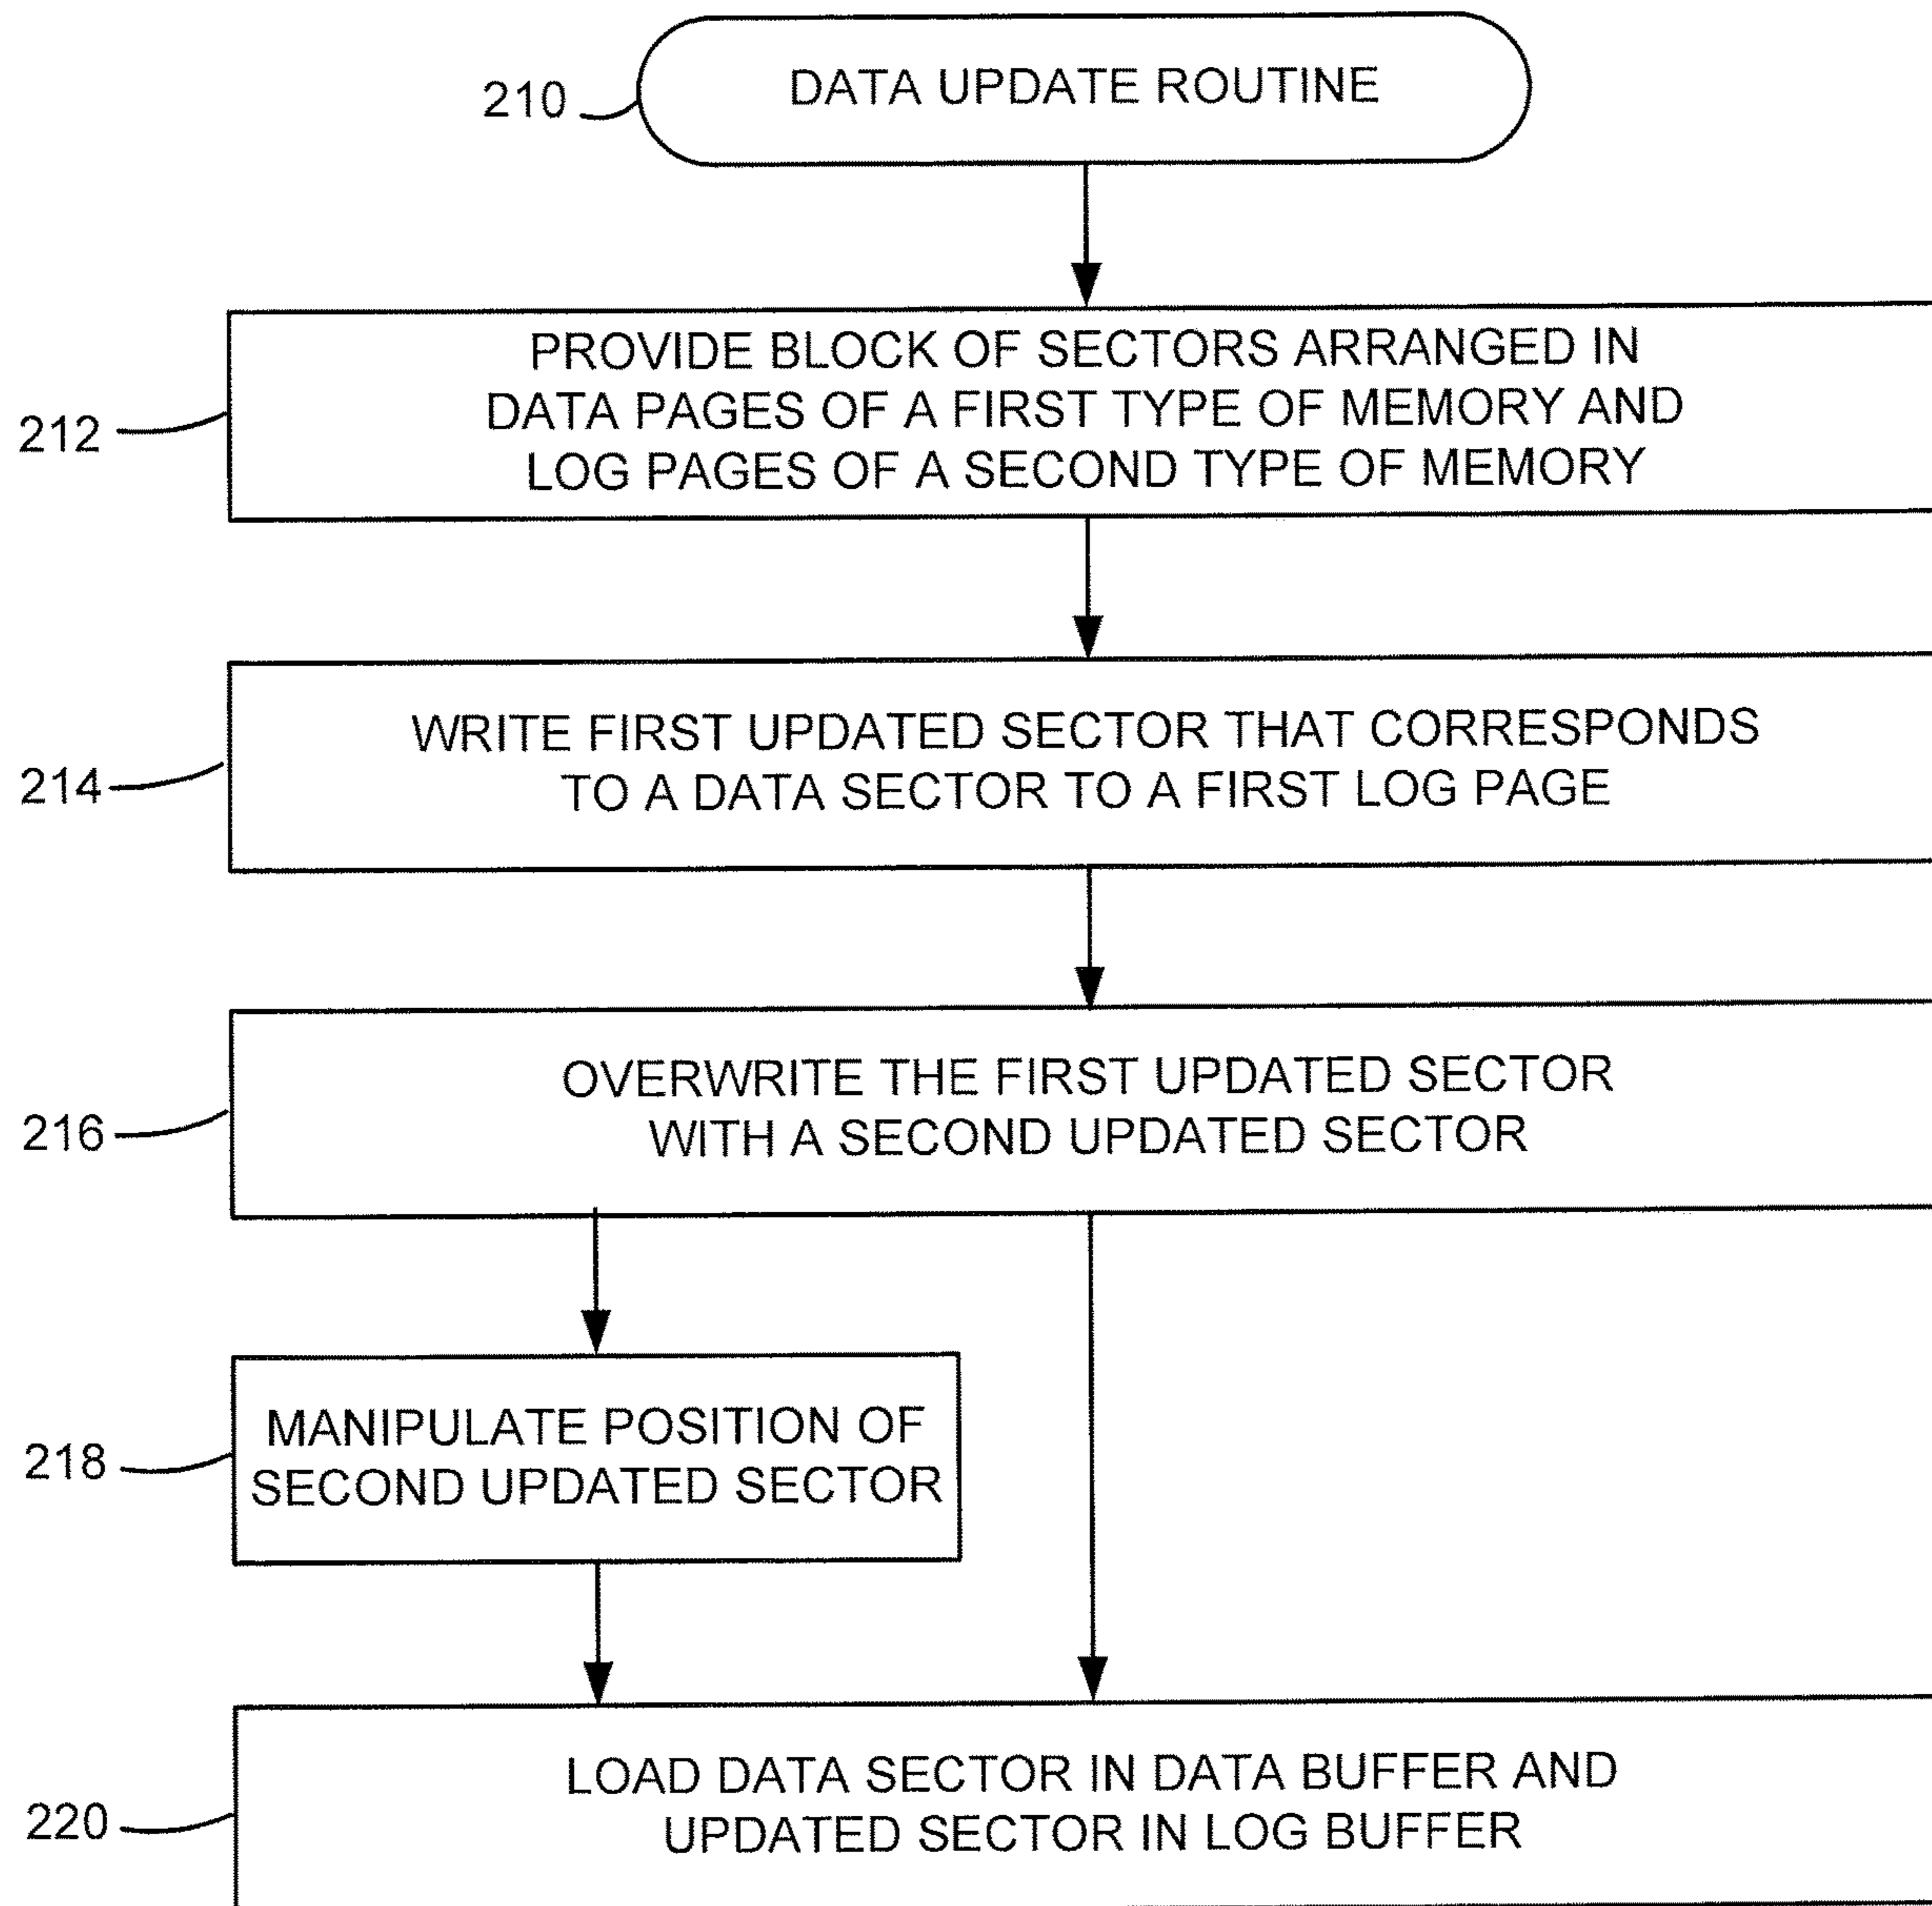 210 DATA UPDATE ROUTINE
PROVIDE BLOCK OF SECTORS ARRANGED IN
212 DATA PAGES OF A FIRST TYPE OF MEMORY AND
LOG PAGES OF A SECOND TYPE OF MEMORY
WRITE FIRST UPDATED SECTOR THAT CORRESPONDS
214 TO A DATA SECTOR TO A FIRST LOG PAGE
OVERWRITE THE FIRST UPDATED SECTOR
216 WITH A SECOND UPDATED SECTOR
MANIPULATE POSITION OF
218 SECOND UPDATED SECTOR
LOAD DATA SECTOR IN DATA BUFFER AND
220 UPDATED SECTOR IN LOG BUFFER